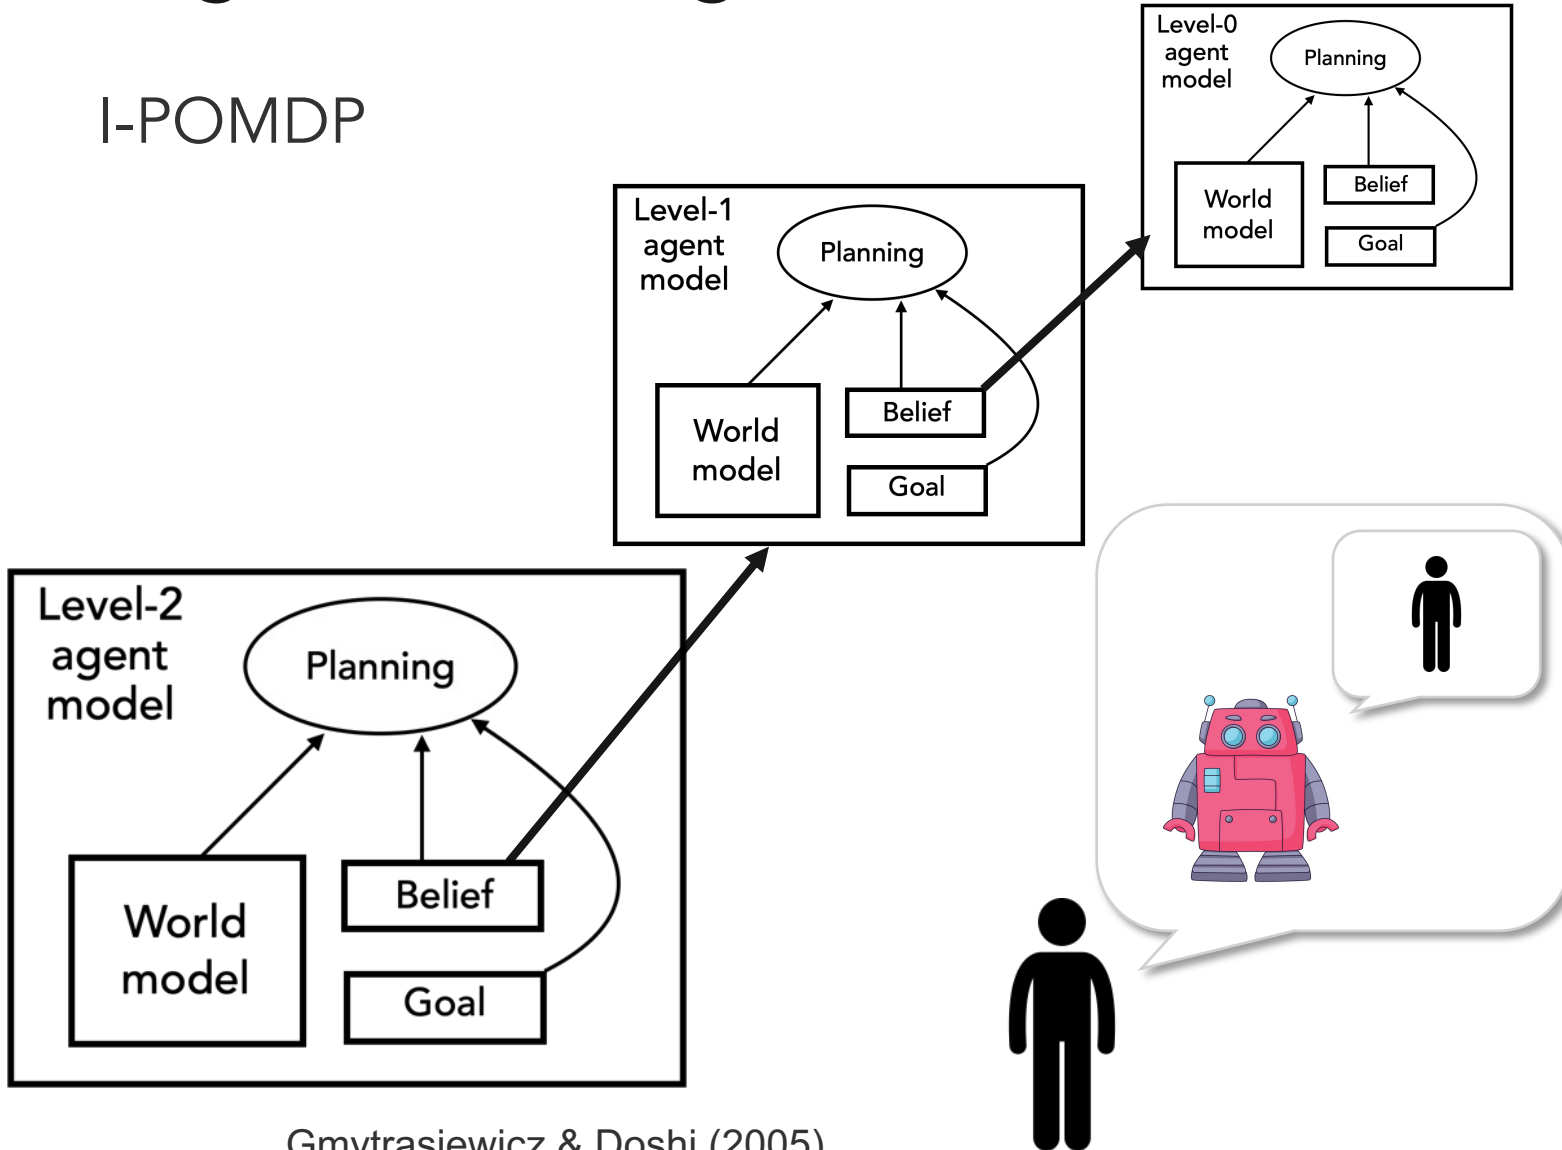 I-POMDP
Level-0
agent
model
Planning
World
model
Belief
Goal
Level-1
agent
model
Planning
World
model
Belief
Goal
Level-2
agent
model
Planning
World
model
Belief
Goal
Gmytrasiewicz & Doshi (2005)